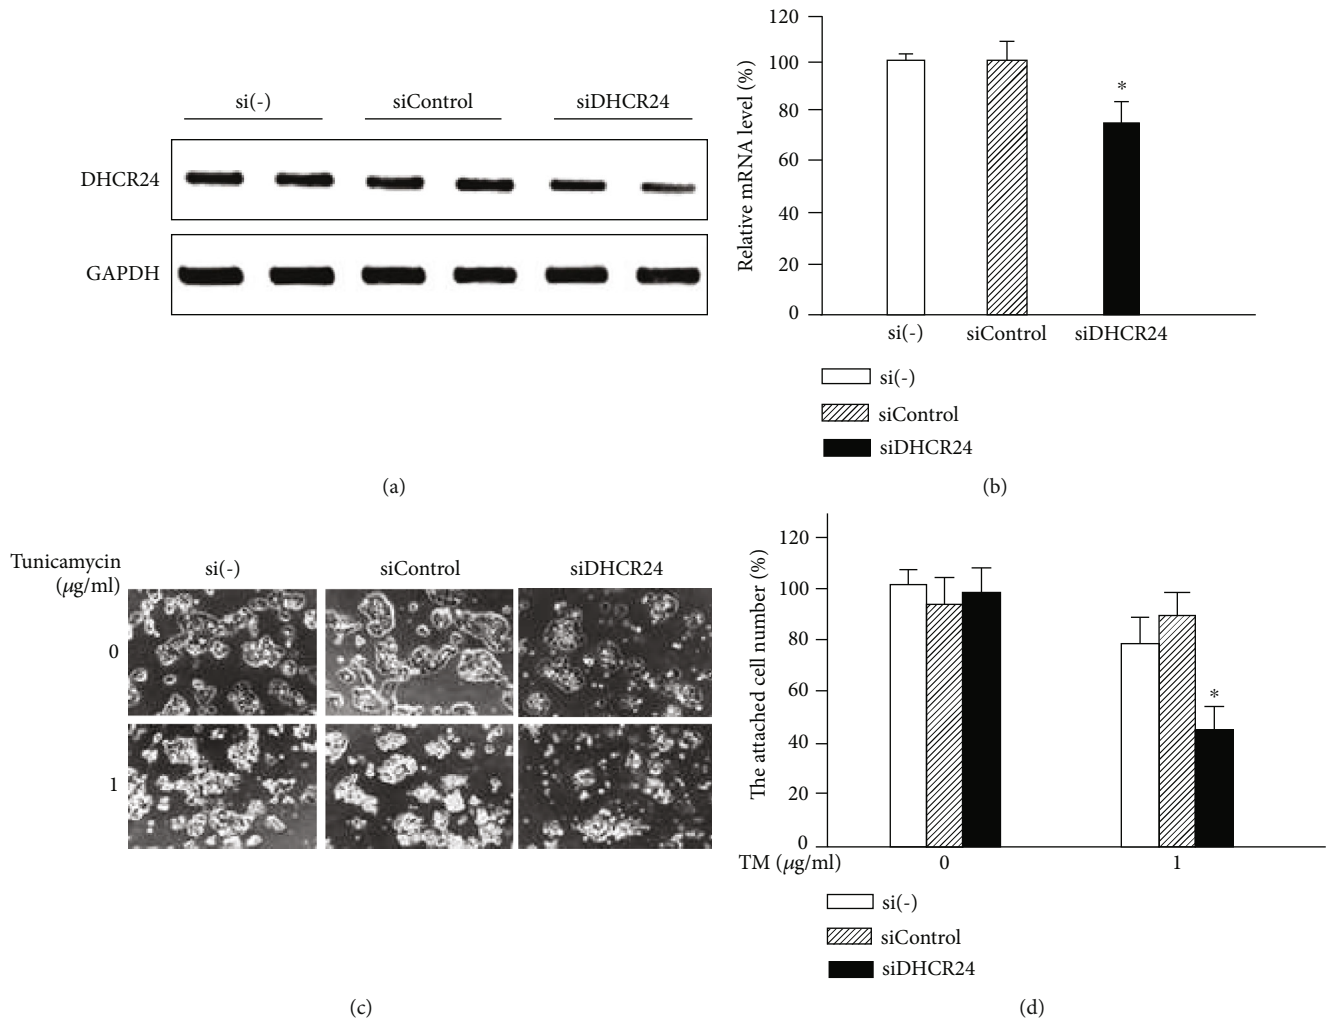 si(-) siControl siDHCR24
DHCR24
GAPDH
(a)
120
100
80
60
40
20
0
Relative mRNA level (%)
*
si(-) siControl siDHCR24
si(-)
siControl
siDHCR24
(b)
Tunicamycin
(μg/ml)
si(-) siControl siDHCR24
0
1
(c)
120
100
80
60
40
20
0
The attached cell number (%)
*
TM (μg/ml) 0 1
si(-)
siControl
siDHCR24
(d)